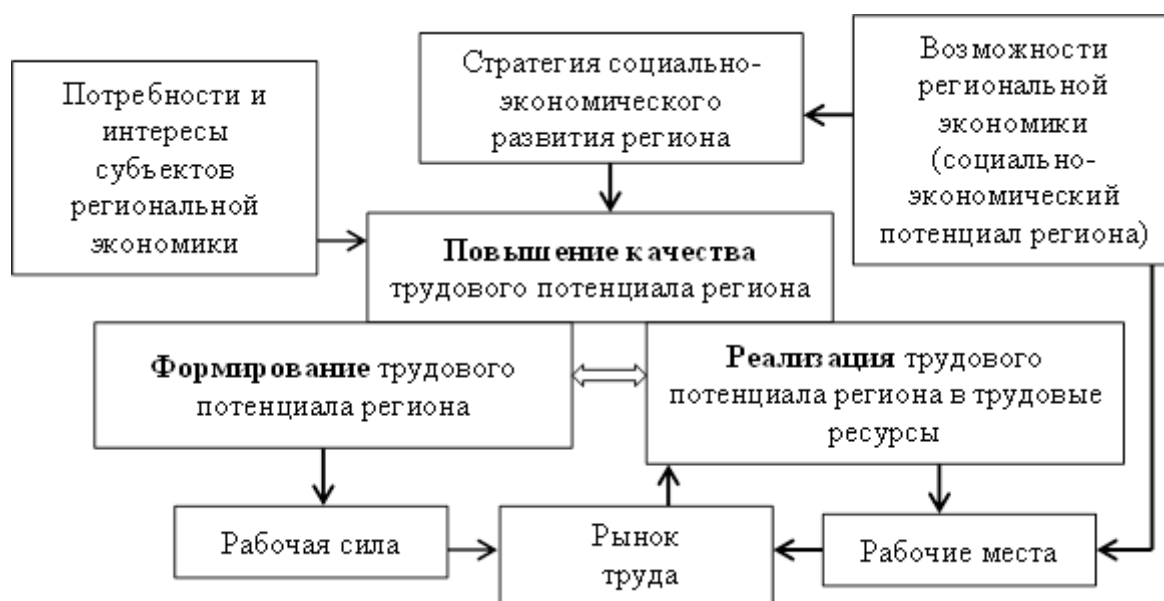 Потребности и
интересы
субъектов
региональной
экономики
Стратегия социально-
экономического
развития региона
Возможности
региональной
экономики
(социально-
экономический
потенциал региона)
Повышение качества
трудового потенциала региона
Формирование трудового
потенциала региона
Реализация трудового
потенциала региона в трудовые
ресурсы
Рабочая сила
Рынок
труда
Рабочие места